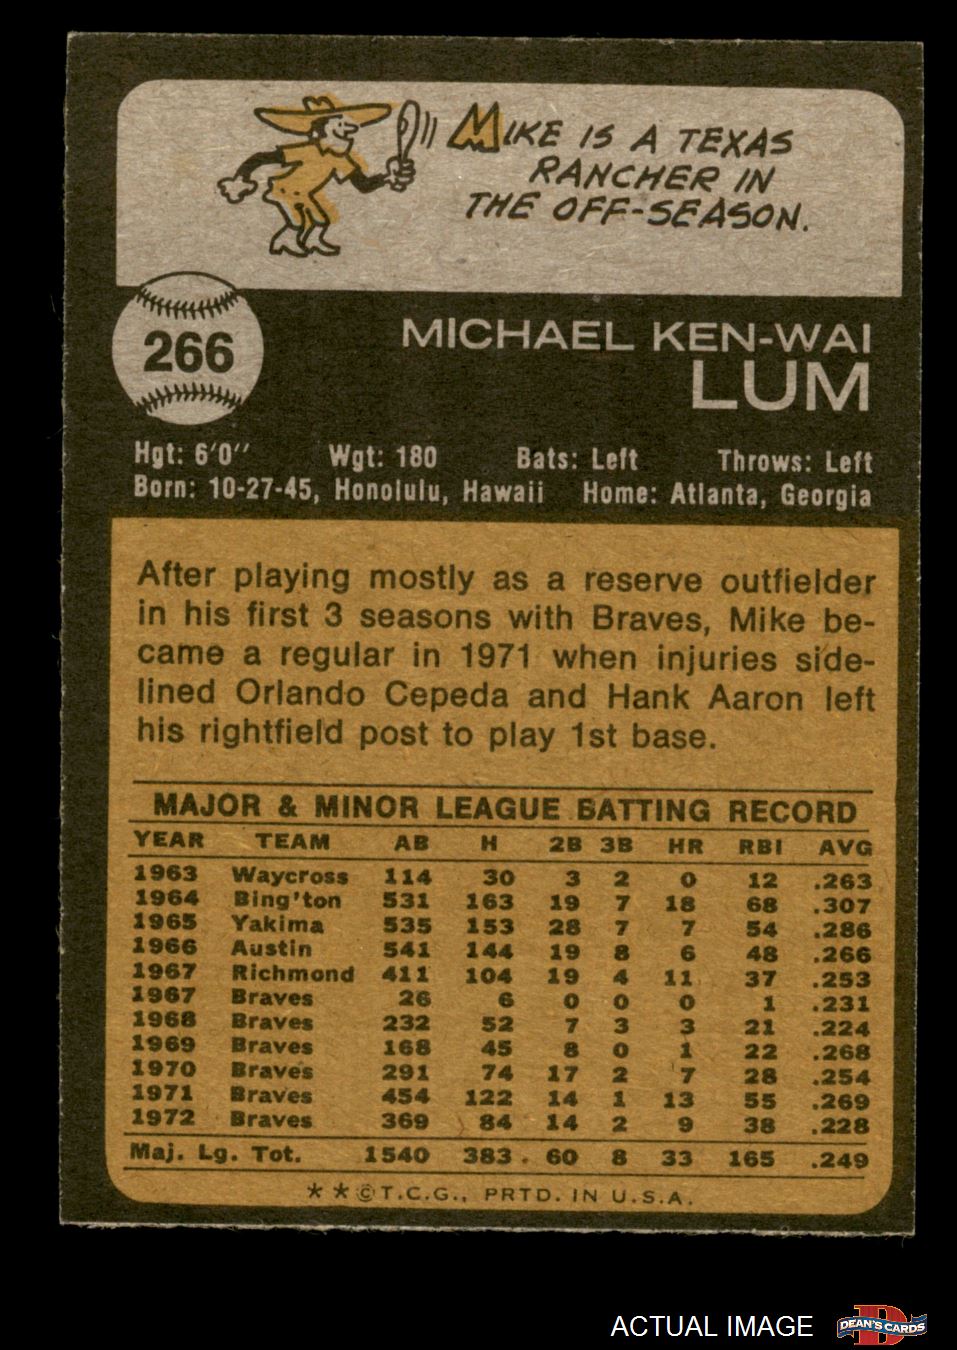 MIKE IS A TEXAS
RANCHER IN
THE OFF-SEASON.
266
MICHAEL KEN-WAI
LUM
Hgt: 6'0'' Wgt: 180 Bats: Left Throws: Left
Born: 10-27-45, Honolulu, Hawaii Home: Atlanta, Georgia
After playing mostly as a reserve outfielder
in his first 3 seasons with Braves, Mike be-
came a regular in 1971 when injuries side-
lined Orlando Cepeda and Hank Aaron left
his rightfield post to play 1st base.
MAJOR & MINOR LEAGUE BATTING RECORD
YEAR TEAM AB H 2B 3B HR RBI AVG
1963 Waycross 114 30 3 2 0 12 .263
1964 Bing'ton 531 163 19 7 18 68 .307
1965 Yakima 535 153 28 7 7 54 .286
1966 Austin 541 144 19 8 6 48 .266
1967 Richmond 411 104 19 4 11 37 .253
1967 Braves 26 6 0 0 0 1 .231
1968 Braves 232 52 7 3 3 21 .224
1969 Braves 168 45 8 0 1 22 .268
1970 Braves 291 74 17 2 7 28 .254
1971 Braves 454 122 14 1 13 55 .269
1972 Braves 369 84 14 2 9 38 .228
Maj. Lg. Tot. 1540 383 60 8 33 165 .249
* * © T.C.G., PRTD. IN U.S.A.
ACTUAL IMAGE
D
DEAN'S CARDS